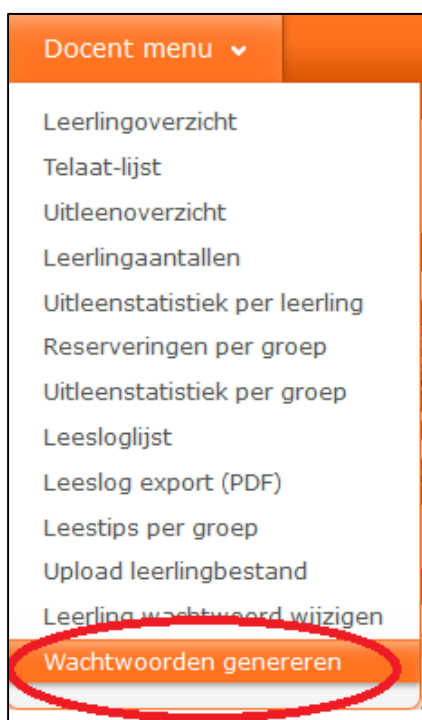 Docent menu
Leerlingoverzicht
Telaat-lijst
Uitleenoverzicht
Leerlingaantallen
Uitleenstatistiek per leerling
Reserveringen per groep
Uitleenstatistiek per groep
Leesloglijst
Leeslog export (PDF)
Leestips per groep
Upload leerlingbestand
Leerling wachtwoord wijzigen
Wachtwoorden genereren